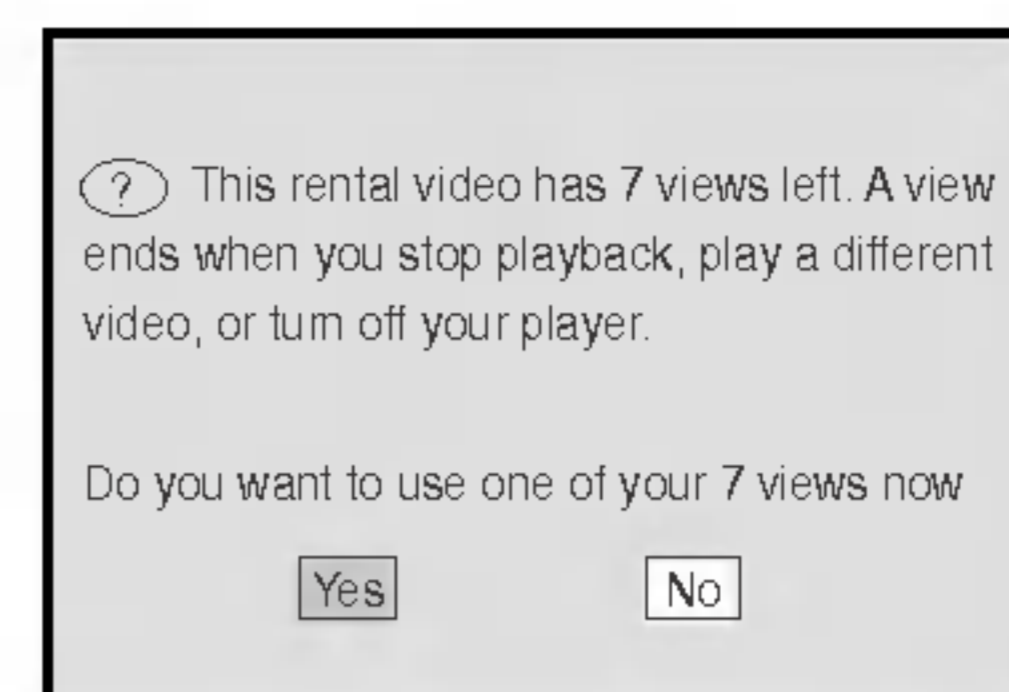 ? This rental video has 7 views left. A view
ends when you stop playback, play a different
video, or turn off your player.
Do you want to use one of your 7 views now
Yes No